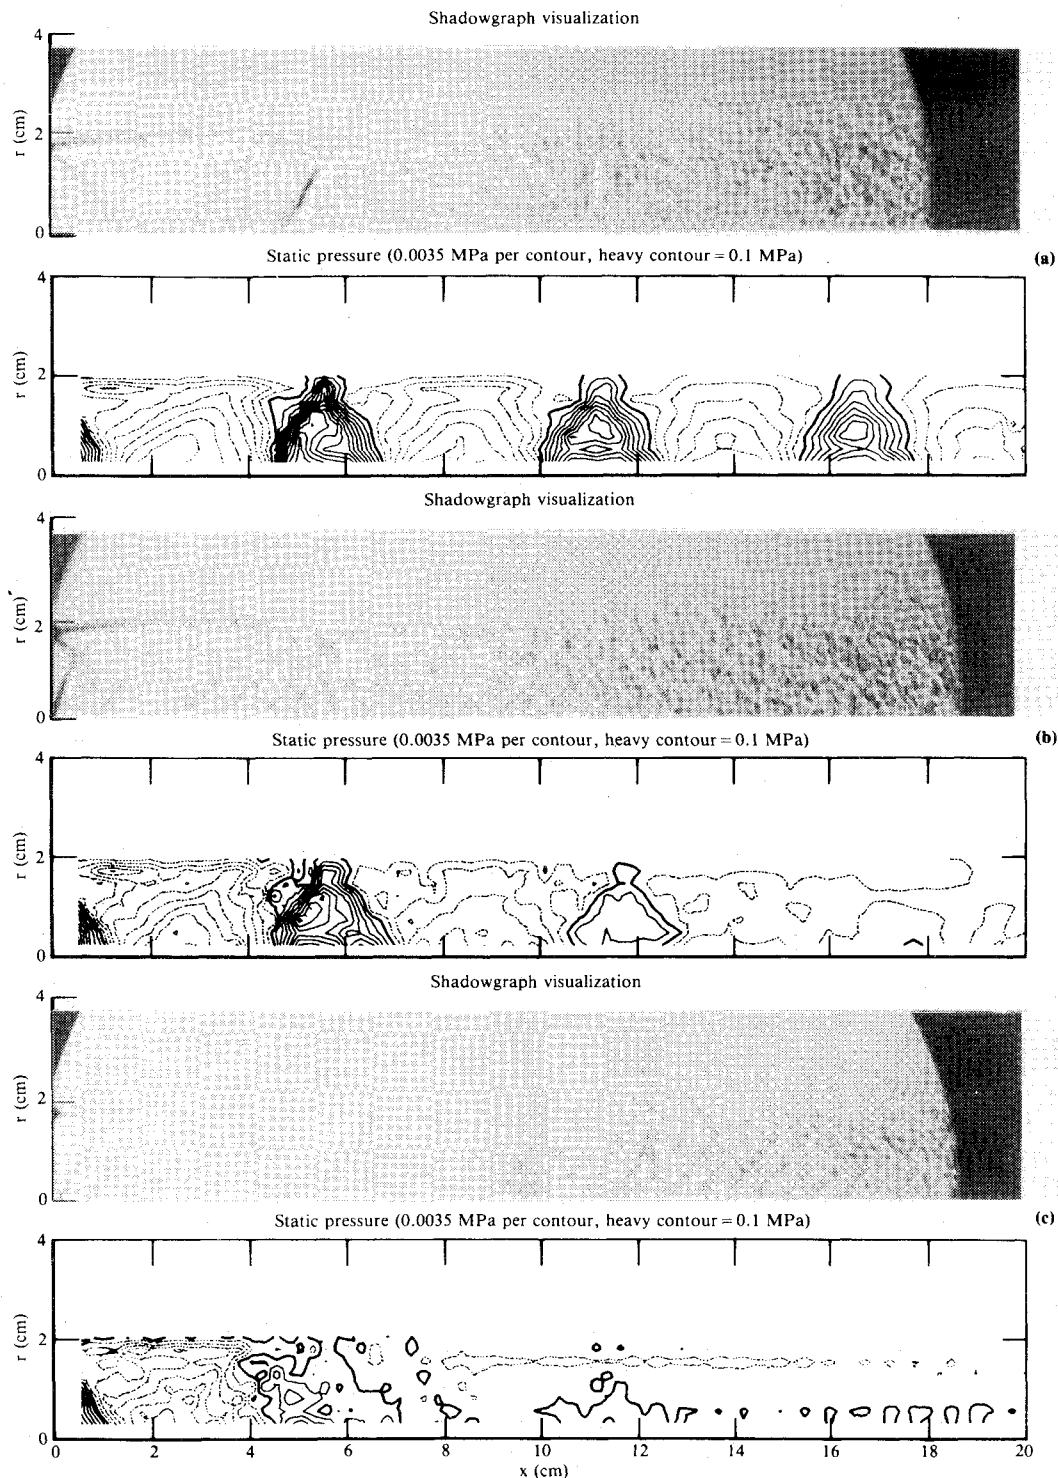 Shadowgraph visualization
4
2
0
r (cm)
Static pressure (0.0035 MPa per contour, heavy contour = 0.1 MPa)
(a)
4
2
0
r (cm)
Shadowgraph visualization
4
2
0
r (cm)
Static pressure (0.0035 MPa per contour, heavy contour = 0.1 MPa)
(b)
4
2
0
r (cm)
Shadowgraph visualization
4
2
0
r (cm)
Static pressure (0.0035 MPa per contour, heavy contour = 0.1 MPa)
(c)
4
2
0
r (cm)
0 2 4 6 8 10 12 14 16 18 20
x (cm)